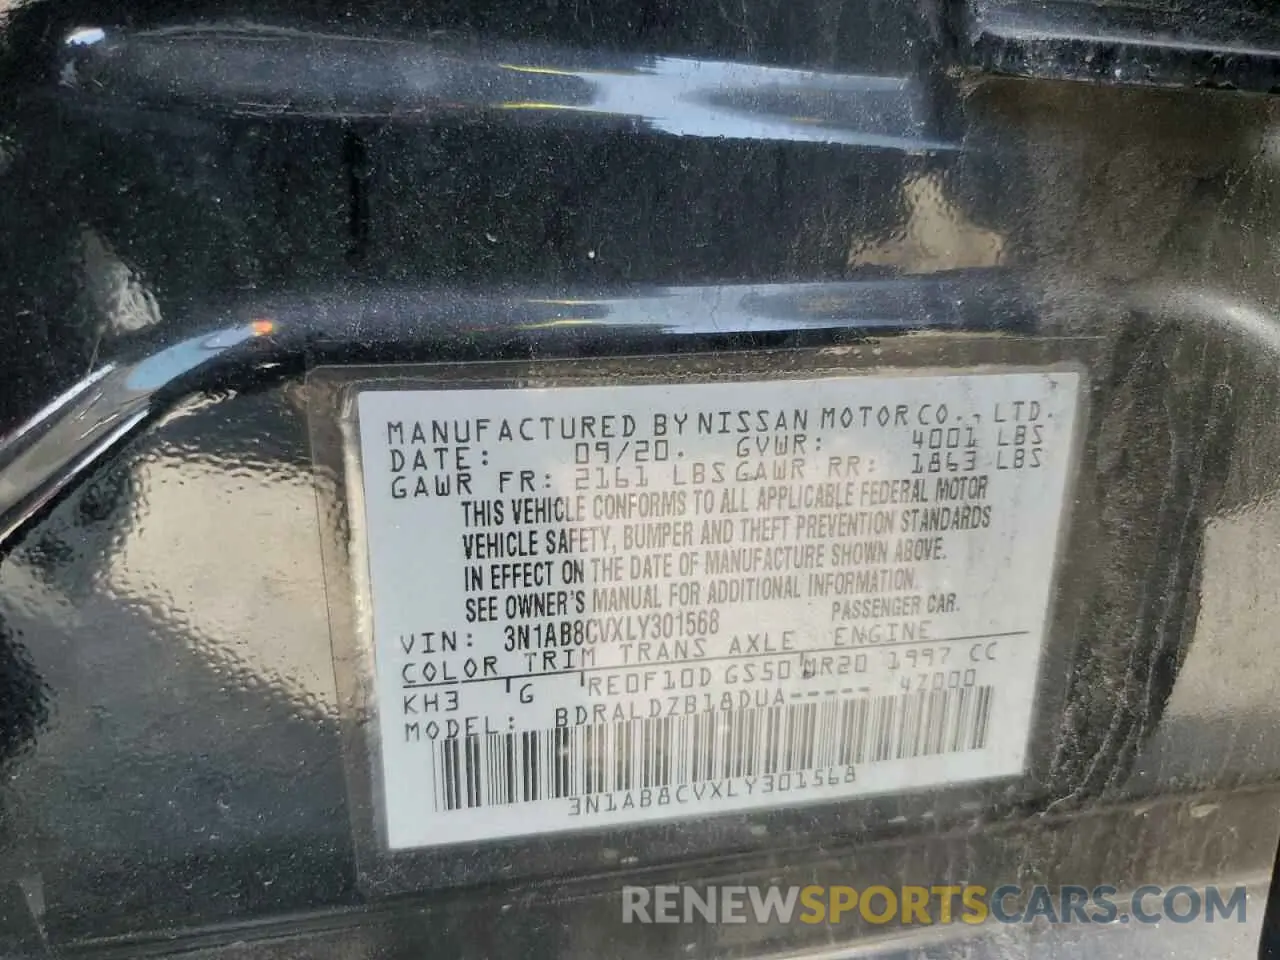 MANUFACTURED BY NISSAN MOTOR CO., LTD.
DATE: 09/20. GVWR: 4001 LBS
GAWR FR: 2161 LBS GAWR RR: 1863 LBS
THIS VEHICLE CONFORMS TO ALL APPLICABLE FEDERAL MOTOR
VEHICLE SAFETY, BUMPER AND THEFT PREVENTION STANDARDS
IN EFFECT ON THE DATE OF MANUFACTURE SHOWN ABOVE.
SEE OWNER'S MANUAL FOR ADDITIONAL INFORMATION.
VIN: 3N1AB8CVXLY301568 PASSENGER CAR.
COLOR TRIM TRANS AXLE ENGINE
KH3 G RE0F10D GS50 MR20 1997 CC
MODEL: BDRALDZB18DUA----- 47000
3N1AB8CVXLY301568
RENEWSPORTSCARS.COM